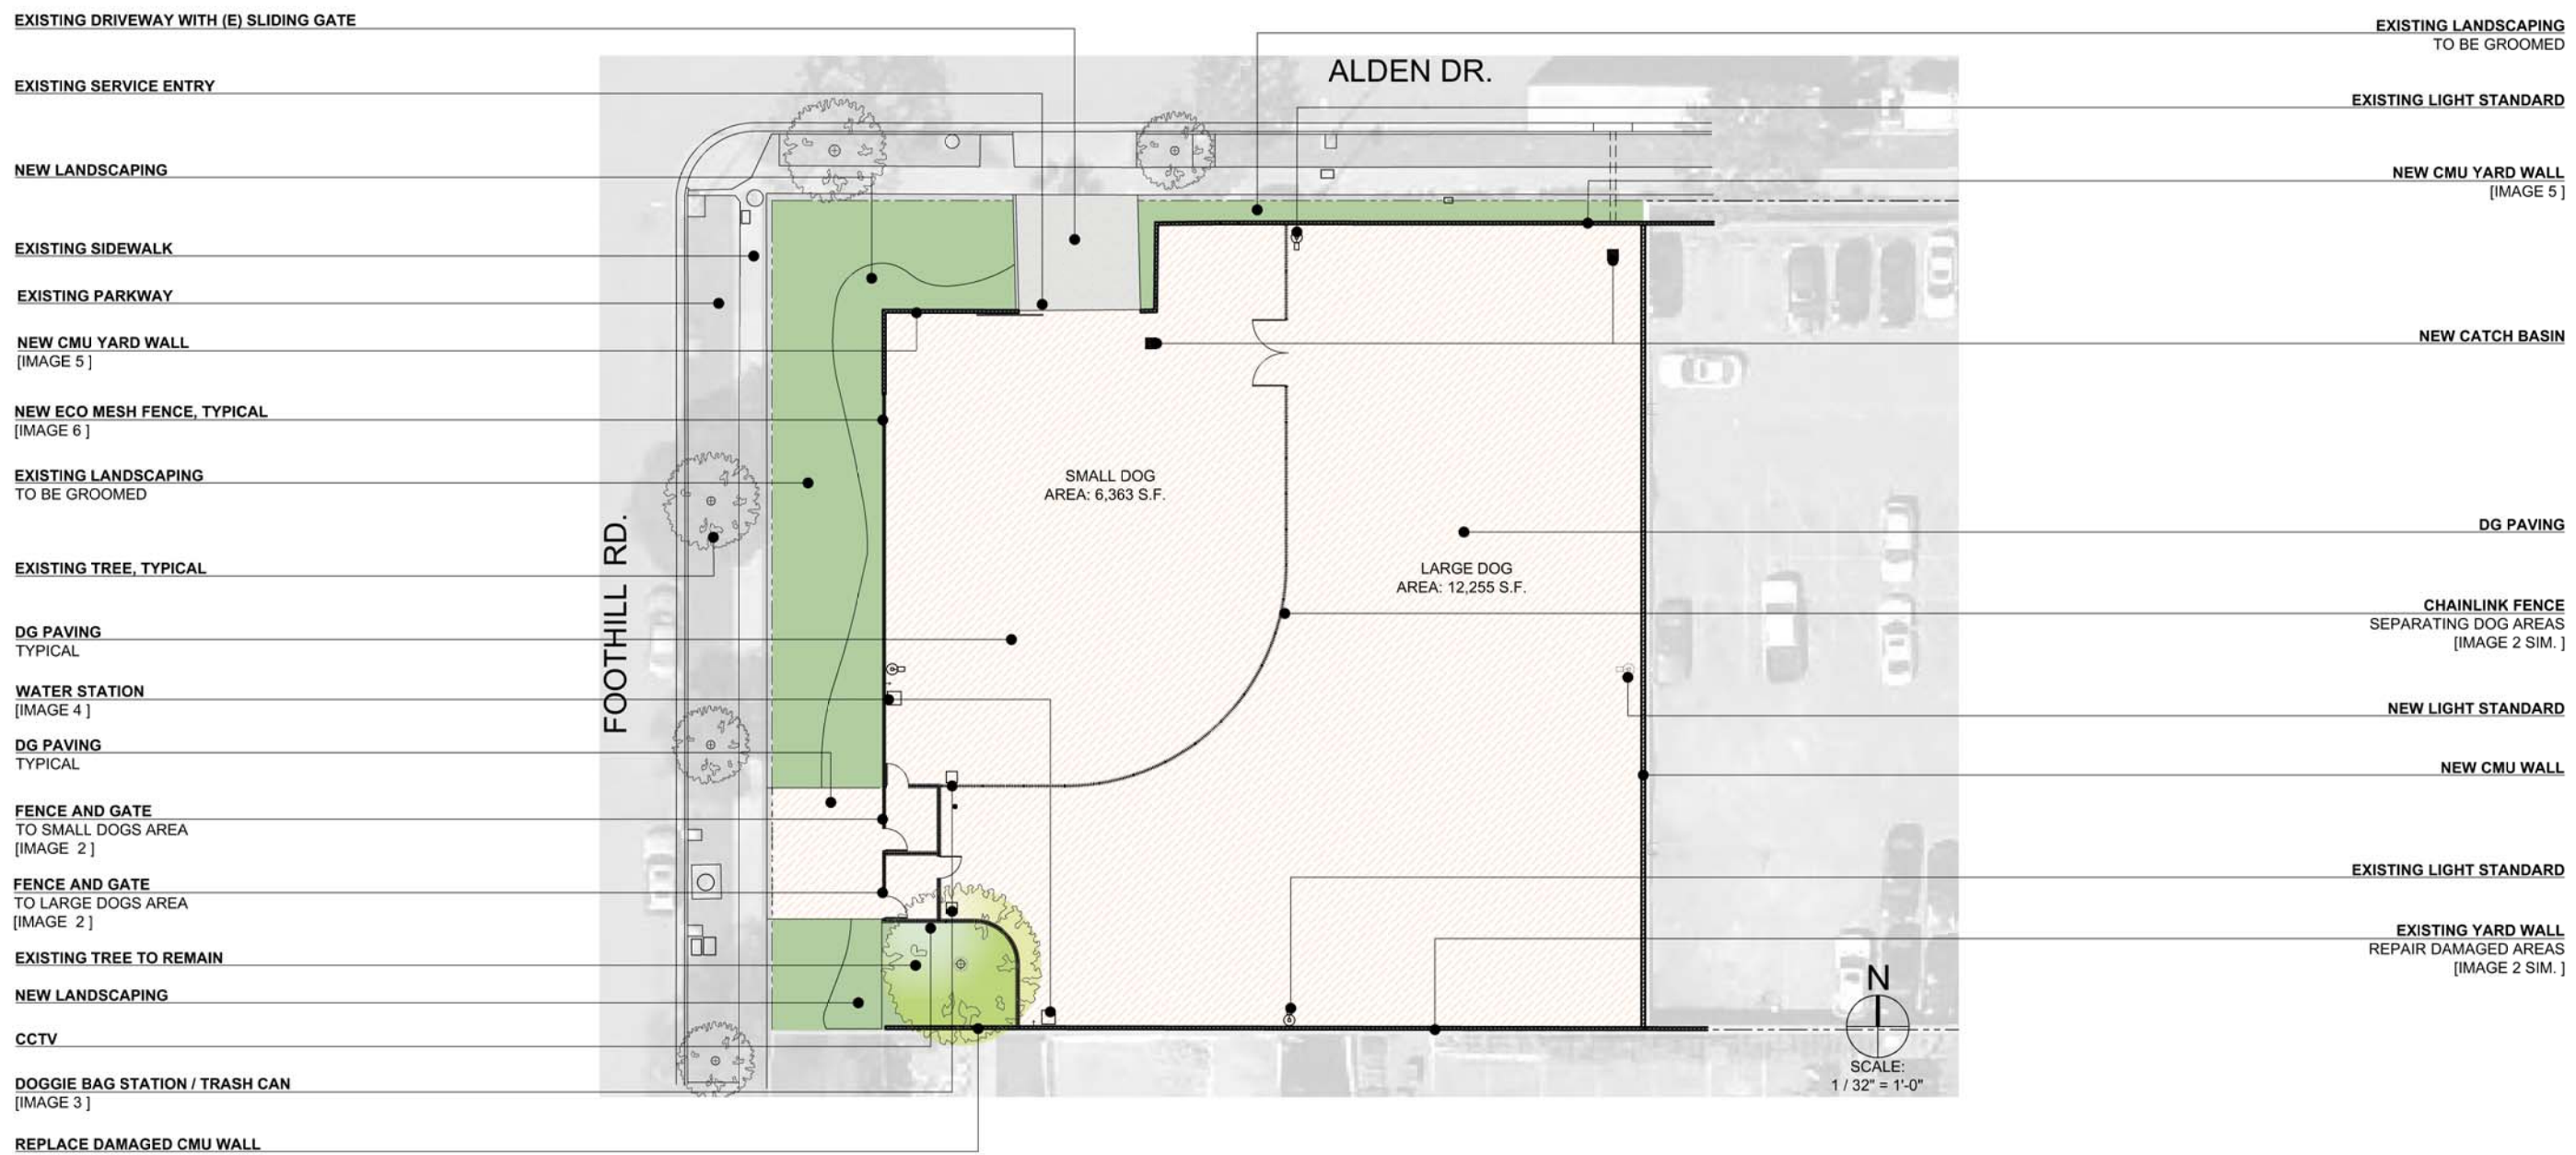 EXISTING DRIVEWAY WITH (E) SLIDING GATE
EXISTING SERVICE ENTRY
NEW LANDSCAPING
EXISTING SIDEWALK
EXISTING PARKWAY
NEW CMU YARD WALL
[IMAGE 5 ]
NEW ECO MESH FENCE, TYPICAL
[IMAGE 6 ]
EXISTING LANDSCAPING
TO BE GROOMED
EXISTING TREE, TYPICAL
DG PAVING
TYPICAL
WATER STATION
[IMAGE 4 ]
DG PAVING
TYPICAL
FENCE AND GATE
TO SMALL DOGS AREA
[IMAGE 2 ]
FENCE AND GATE
TO LARGE DOGS AREA
[IMAGE 2 ]
EXISTING TREE TO REMAIN
NEW LANDSCAPING
CCTV
DOGGIE BAG STATION / TRASH CAN
[IMAGE 3 ]
REPLACE DAMAGED CMU WALL
ALDEN DR.
FOOTHILL RD.
SMALL DOG
AREA: 6,363 S.F.
LARGE DOG
AREA: 12,255 S.F.
N
SCALE:
1 / 32" = 1'-0"
EXISTING LANDSCAPING
TO BE GROOMED
EXISTING LIGHT STANDARD
NEW CMU YARD WALL
[IMAGE 5 ]
NEW CATCH BASIN
DG PAVING
CHAINLINK FENCE
SEPARATING DOG AREAS
[IMAGE 2 SIM. ]
NEW LIGHT STANDARD
NEW CMU WALL
EXISTING LIGHT STANDARD
EXISTING YARD WALL
REPAIR DAMAGED AREAS
[IMAGE 2 SIM. ]